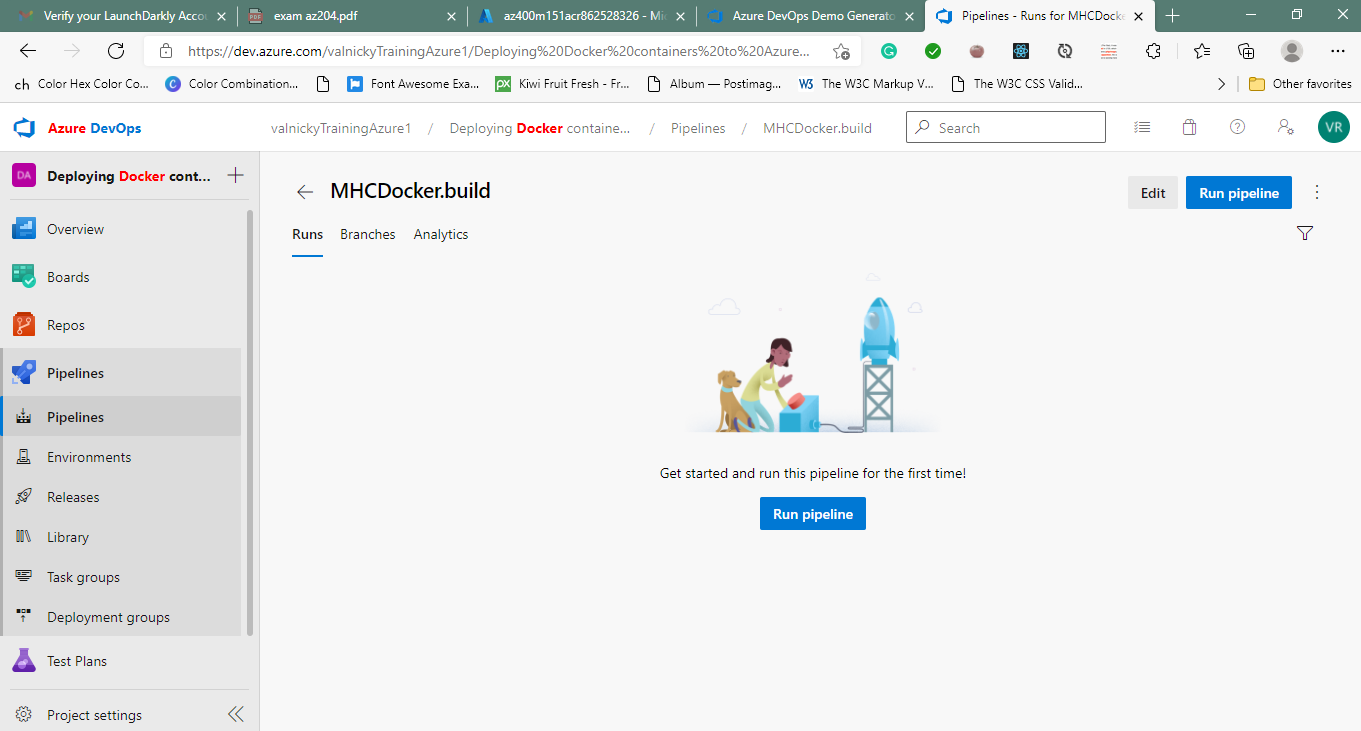 Verify your LaunchDarkly Accou
exam az204.pdf
az400m151acr862528326 - Mic
Azure DevOps Demo Generato
Pipelines - Runs for MHCDocke
https://dev.azure.com/valnickyTrainingAzure1/Deploying%20Docker%20containers%20to%20Azure...
ch Color Hex Color Co...
C Color Combination...
Font Awesome Exa...
px Kiwi Fruit Fresh - Fr...
Album — Postimag...
W3 The W3C Markup V...
The W3C CSS Valid...
Other favorites
Azure DevOps
valnickyTrainingAzure1 / Deploying Docker containe... / Pipelines / MHCDocker.build
Search
VR
DA Deploying Docker cont...
MHCDocker.build
Edit
Run pipeline
Runs Branches Analytics
Overview
Boards
Repos
Pipelines
Pipelines
Environments
Releases
Library
Task groups
Deployment groups
Test Plans
Project settings
Get started and run this pipeline for the first time!
Run pipeline